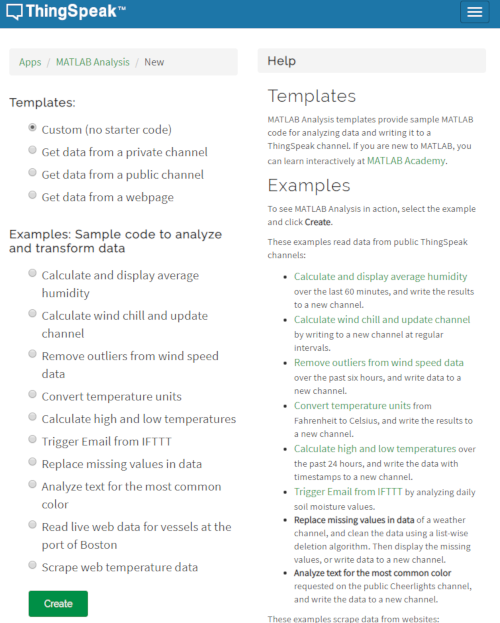 ThingSpeak™
Apps / MATLAB Analysis / New
Templates:
Custom (no starter code)
Get data from a private channel
Get data from a public channel
Get data from a webpage
Examples: Sample code to analyze
and transform data
Calculate and display average
humidity
Calculate wind chill and update
channel
Remove outliers from wind speed
data
Convert temperature units
Calculate high and low temperatures
Trigger Email from IFTTT
Replace missing values in data
Analyze text for the most common
color
Read live web data for vessels at the
port of Boston
Scrape web temperature data
Create
Help
Templates
MATLAB Analysis templates provide sample MATLAB
code for analyzing data and writing it to a
ThingSpeak channel. If you are new to MATLAB, you
can learn interactively at MATLAB Academy.
Examples
To see MATLAB Analysis in action, select the example
and click Create.
These examples read data from public ThingSpeak
channels:
• Calculate and display average humidity
over the last 60 minutes, and write the results
to a new channel.
• Calculate wind chill and update channel
by writing to a new channel at regular
intervals.
• Remove outliers from wind speed data
over the past six hours, and write data to a
new channel.
• Convert temperature units from
Fahrenheit to Celsius, and write the results to
a new channel.
• Calculate high and low temperatures over
the past 24 hours, and write the data with
timestamps to a new channel.
• Trigger Email from IFTTT by analyzing daily
soil moisture values.
• Replace missing values in data of a weather
channel, and clean the data using a list-wise
deletion algorithm. Then display the missing
values, or write data to a new channel.
• Analyze text for the most common color
requested on the public Cheerlights channel,
and write the data to a new channel.
These examples scrape data from websites: